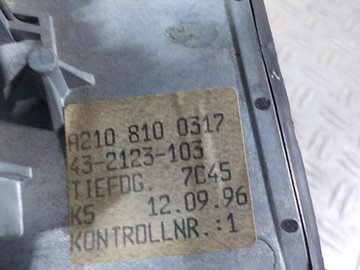 A210 810 0317
43-2123-103
TIEFDG. 7C45
K5 12.09.96
KONTROLLNR.:1